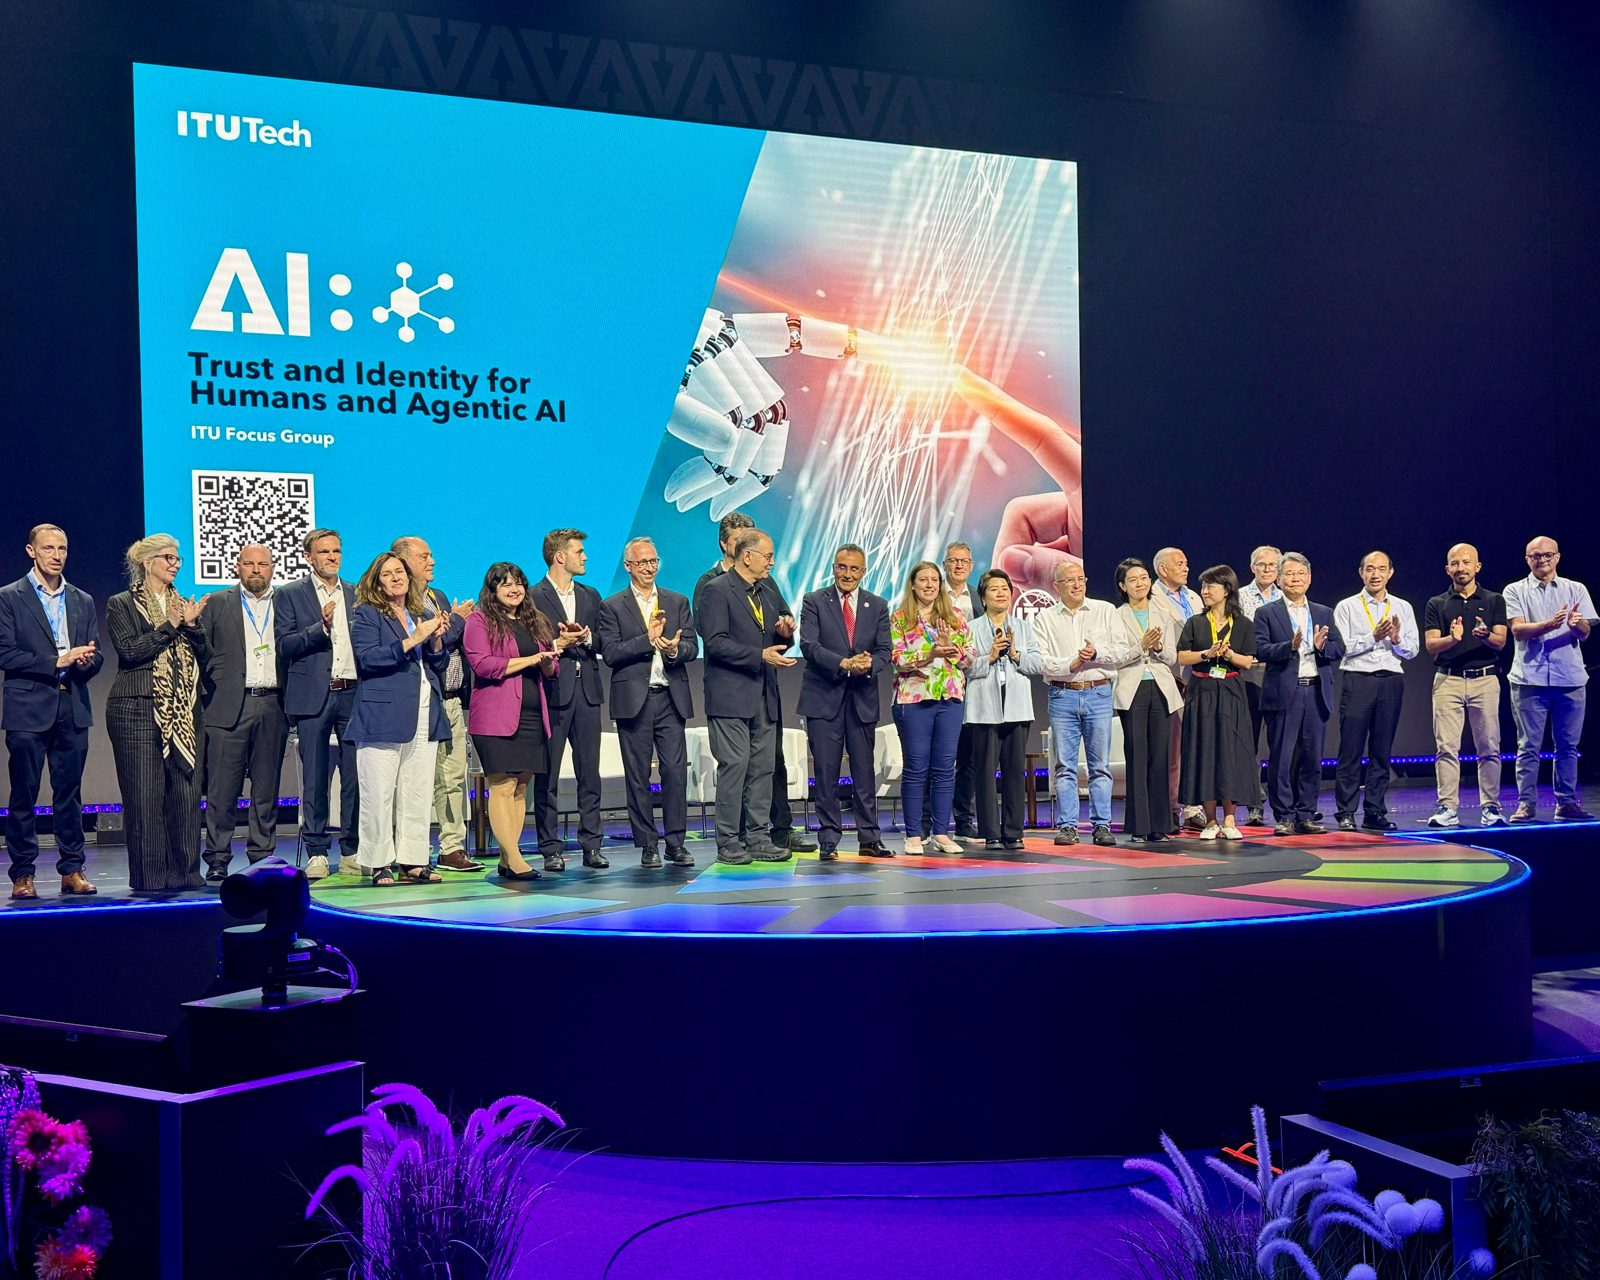 ITUTech
AI:
Trust and Identity for
Humans and Agentic AI
ITU Focus Group